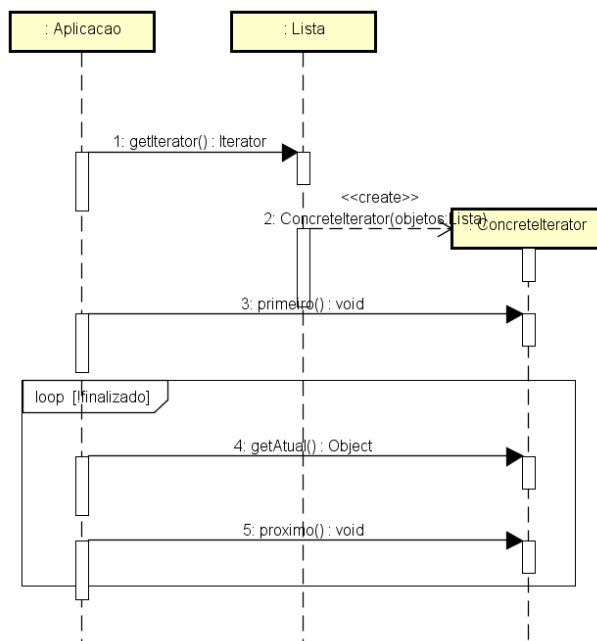 : Aplicacao
: Lista
1: getIterator() : Iterator
<<create>>
2: ConcreteIterator(objetos:Lista)
: ConcreteIterator
3: primeiro() : void
loop [!finalizado]
4: getAtual() : Object
5: proximo() : void